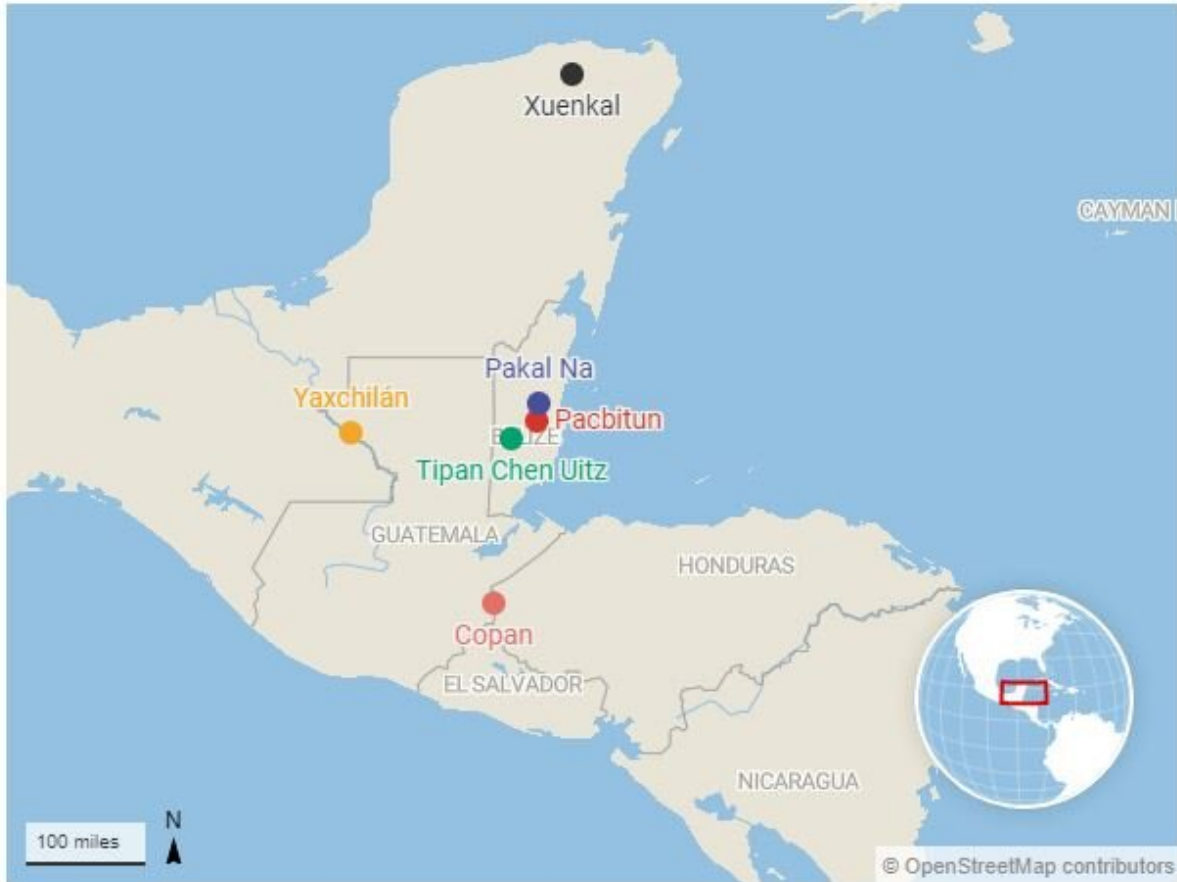 Xuenkal
CAYMAN I
Pakal Na
Yaxchilán
Pacbitun
BELIZE
Tipan Chen Uitz
GUATEMALA
HONDURAS
Copan
EL SALVADOR
NICARAGUA
N
100 miles
© OpenStreetMap contributors